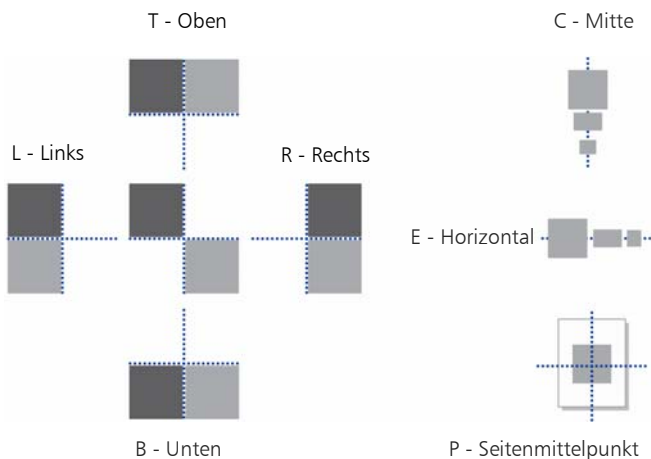 T - Oben
C - Mitte
L - Links
R - Rechts
E - Horizontal
B - Unten
P - Seitenmittelpunkt